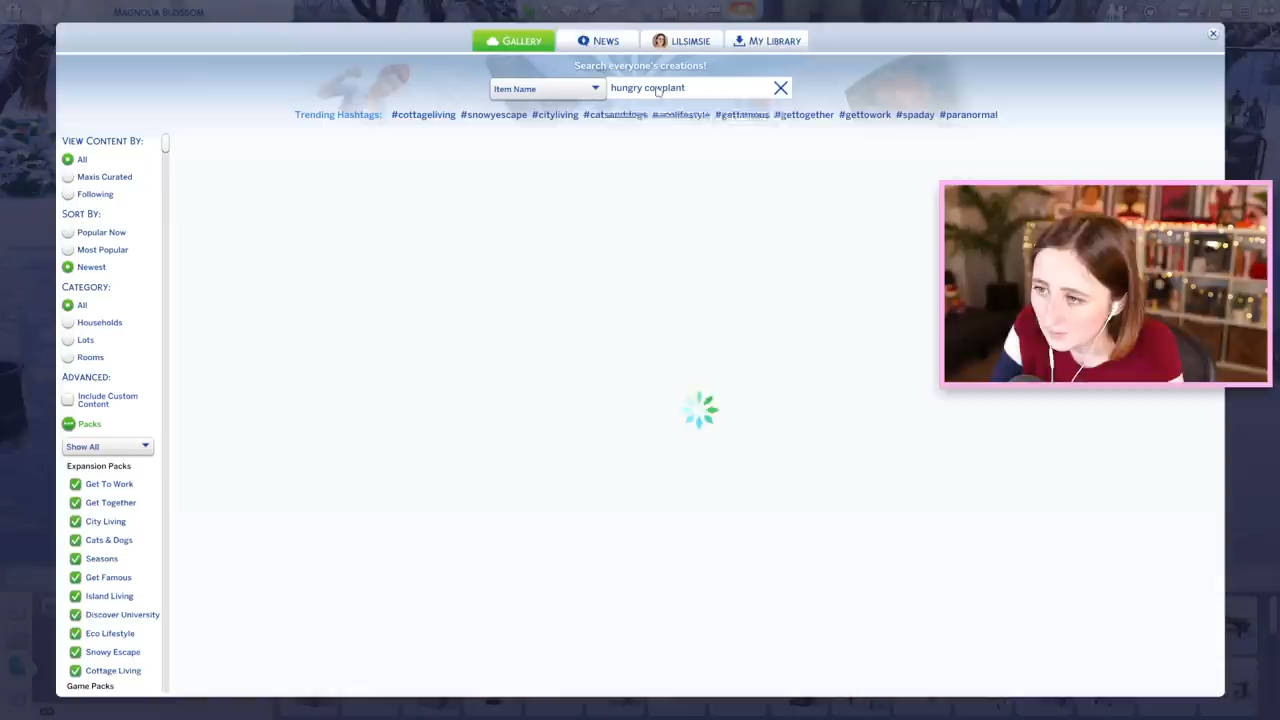 MAGNOLIA BLOSSOM
GALLERY
NEWS
LILSIMSIE
MY LIBRARY
Search everyone's creations!
Item Name
hungry cowplant
Trending Hashtags: #cottageliving #snowyescape #cityliving #catsanddogs #ecolifestyle #getfamous #gettogether #gettowork #spaday #paranormal
VIEW CONTENT BY:
All
Maxis Curated
Following
SORT BY:
Popular Now
Most Popular
Newest
CATEGORY:
All
Households
Lots
Rooms
ADVANCED:
Include Custom
Content
Packs
Show All
Expansion Packs
Get To Work
Get Together
City Living
Cats & Dogs
Seasons
Get Famous
Island Living
Discover University
Eco Lifestyle
Snowy Escape
Cottage Living
Game Packs